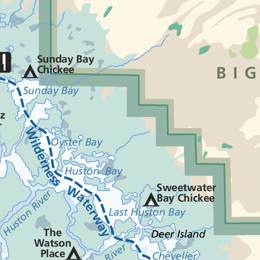 Sunday Bay
Chickee
BIG
Sunday Bay
Oyster Bay
Wilderness Waterway
Huston Bay
Sweetwater
Bay Chickee
Huston River
Last Huston Bay
The
Watson
Place
Deer Island
River
Chevelier